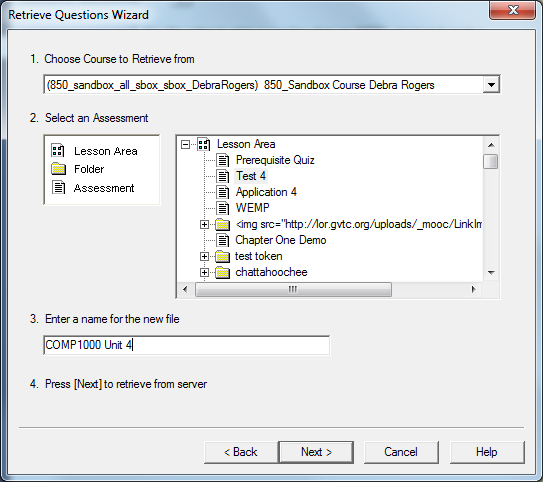 Retrieve Questions Wizard
1. Choose Course to Retrieve from
(850_sandbox_all_sbox_sbox_DebraRogers) 850_Sandbox Course Debra Rogers
2. Select an Assessment
Lesson Area
Folder
Assessment
Lesson Area
Prerequisite Quiz
Test 4
Application 4
WEMP
<img src="http://lor.gvtc.org/uploads/_mooc/LinkIm
Chapter One Demo
test token
chattahoochee
3. Enter a name for the new file
COMP1000 Unit 4
4. Press [Next] to retrieve from server
< Back Next > Cancel Help